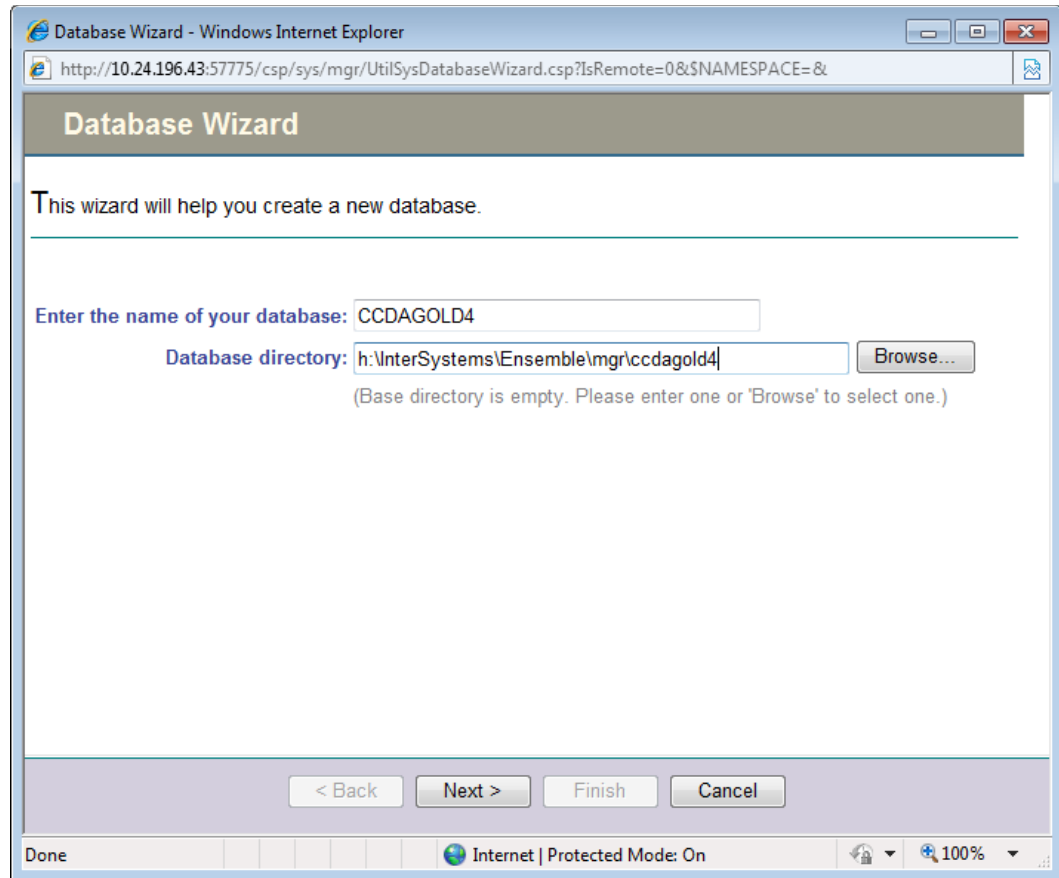 Database Wizard - Windows Internet Explorer
http://10.24.196.43:57775/csp/sys/mgr/UtilSysDatabaseWizard.csp?IsRemote=0&$NAMESPACE=&
Database Wizard
This wizard will help you create a new database.
Enter the name of your database: CCDAGOLD4
Database directory: h:\InterSystems\Ensemble\mgr\ccdagold4 Browse...
(Base directory is empty. Please enter one or 'Browse' to select one.)
< Back Next > Finish Cancel
Done Internet | Protected Mode: On 100%